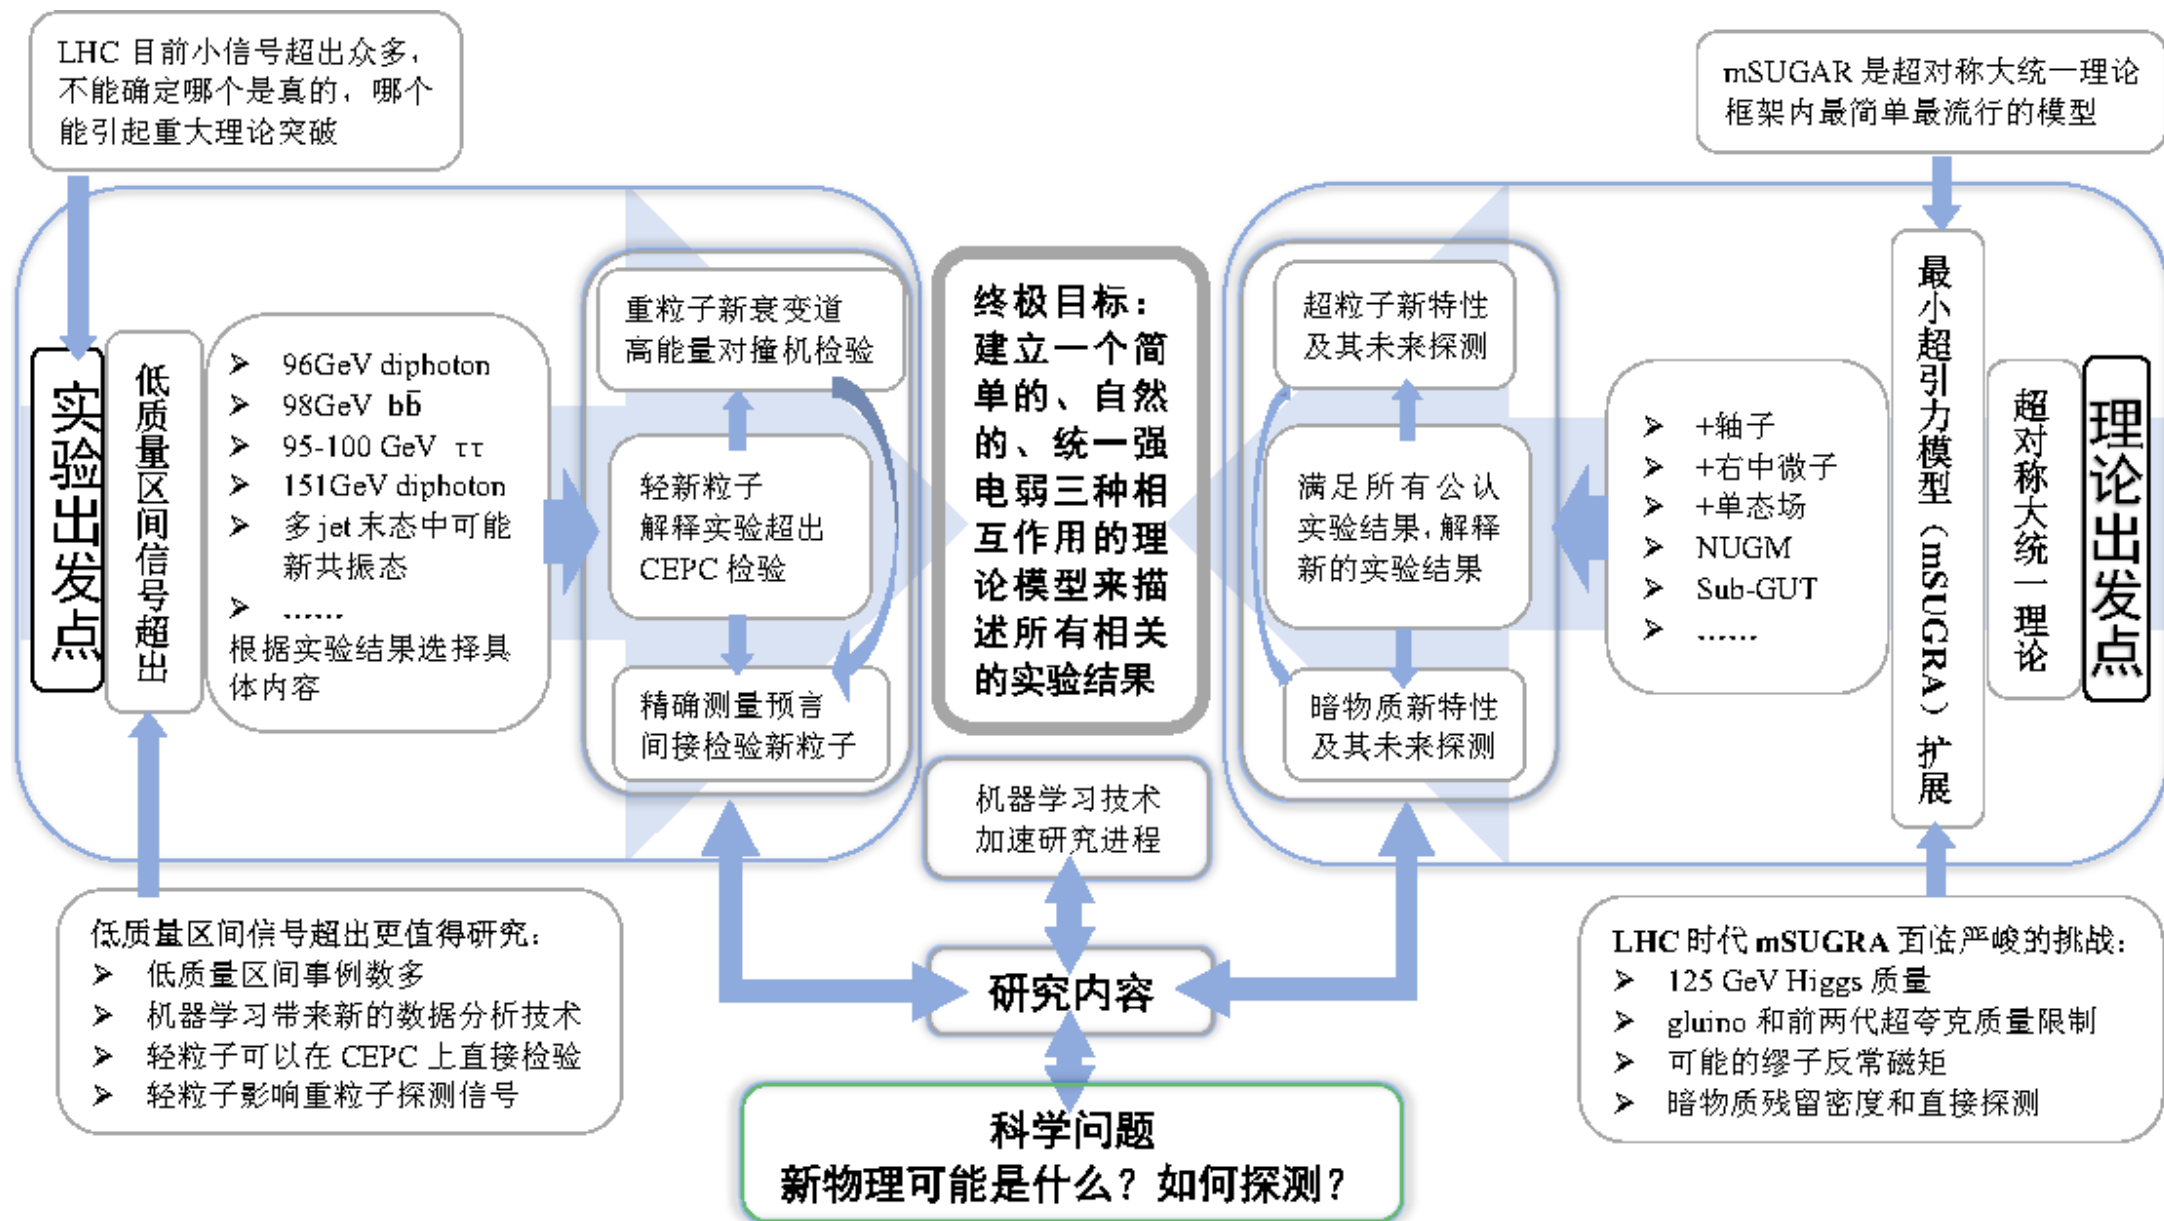 LHC 目前小信号超出众多，
不能确定哪个是真的，哪个
能引起重大理论突破
mSUGAR 是超对称大统一理论
框架内最简单最流行的模型
实验出发点
低质量区间信号超出
➢ 96GeV diphoton
➢ 98GeV bb̄
➢ 95-100 GeV ττ
➢ 151GeV diphoton
➢ 多 jet 末态中可能
新共振态
➢ ……
根据实验结果选择具
体内容
重粒子新衰变道
高能量对撞机检验
轻新粒子
解释实验超出
CEPC 检验
精确测量预言
间接检验新粒子
终极目标：
建立一个简
单的、自然
的、统一强
电弱三种相
互作用的理
论模型来描
述所有相关
的实验结果
超粒子新特性
及其未来探测
满足所有公认
实验结果，解释
新的实验结果
暗物质新特性
及其未来探测
➢ +轴子
➢ +右中微子
➢ +单态场
➢ NUGM
➢ Sub-GUT
➢ ……
最小超引力模型（mSUGRA）扩展
超对称大统一理论
理论出发点
机器学习技术
加速研究进程
低质量区间信号超出更值得研究：
➢ 低质量区间事例数多
➢ 机器学习带来新的数据分析技术
➢ 轻粒子可以在 CEPC 上直接检验
➢ 轻粒子影响重粒子探测信号
研究内容
LHC 时代 mSUGRA 面临严峻的挑战：
➢ 125 GeV Higgs 质量
➢ gluino 和前两代超夸克质量限制
➢ 可能的缪子反常磁矩
➢ 暗物质残留密度和直接探测
科学问题
新物理可能是什么？如何探测？